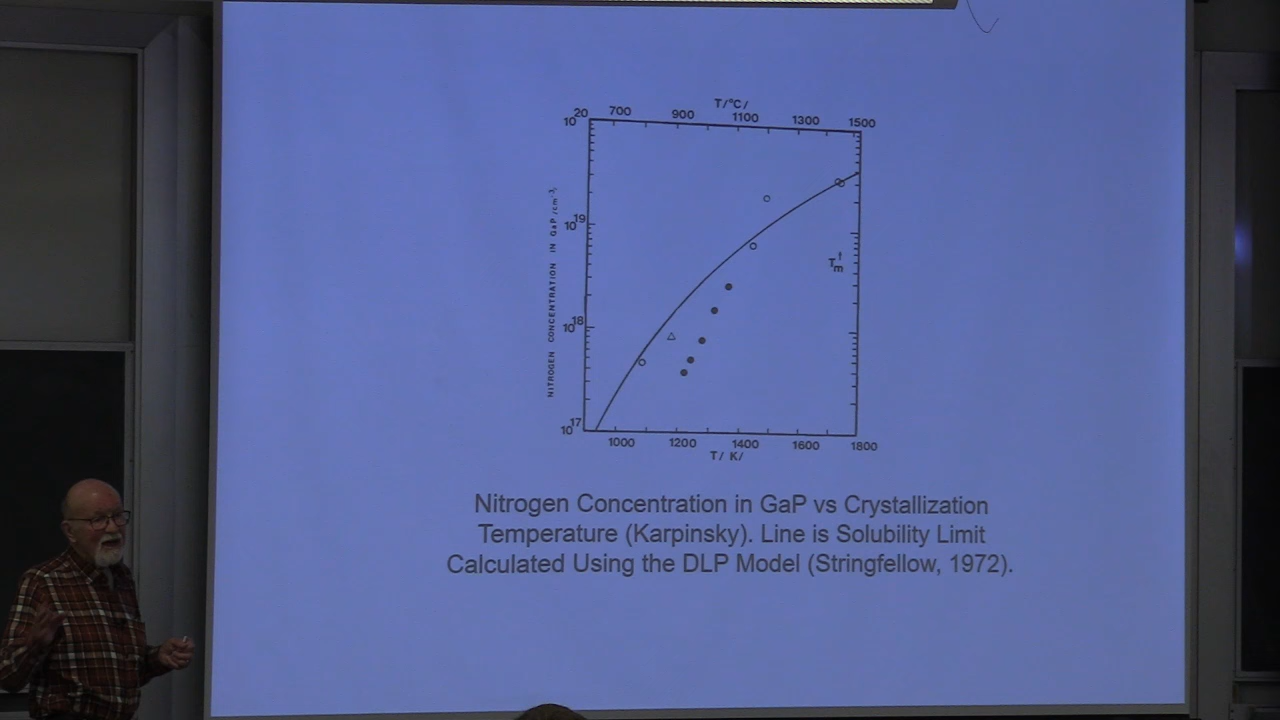 T/°C/
700 900 1100 1300 1500
10^20
10^19
10^18
10^17
NITROGEN CONCENTRATION IN GaP /cm^-3/
T_m^f
1000 1200 1400 1600 1800
T/ K/
Nitrogen Concentration in GaP vs Crystallization
Temperature (Karpinsky). Line is Solubility Limit
Calculated Using the DLP Model (Stringfellow, 1972).